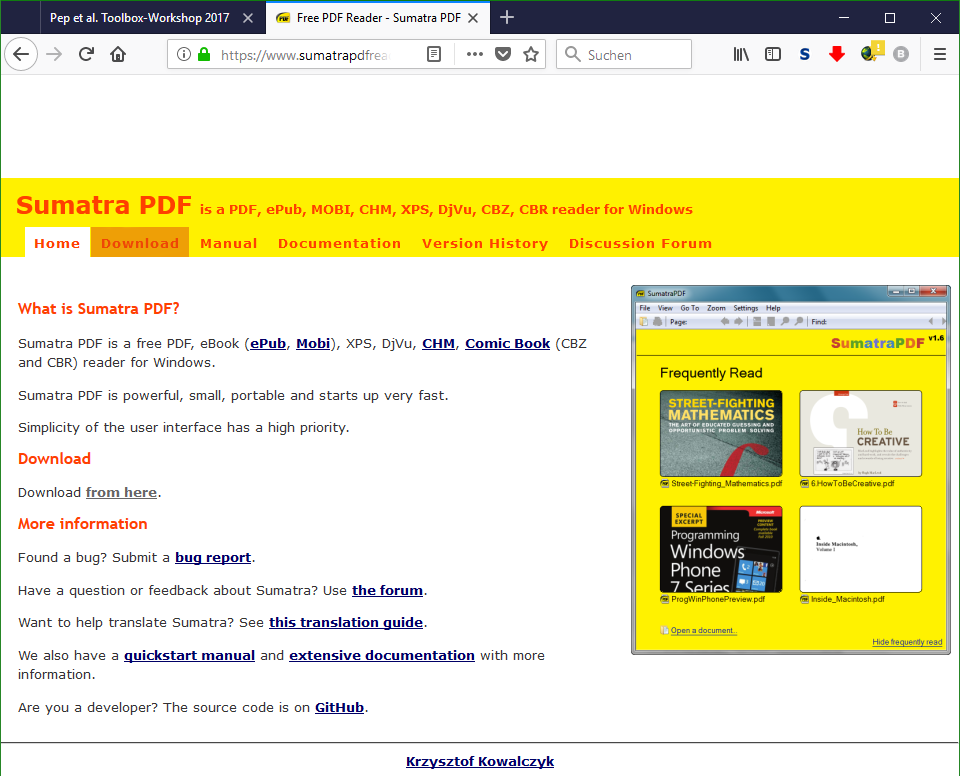 Pep et al. Toolbox-Workshop 2017
Free PDF Reader - Sumatra PDF
https://www.sumatrapdfrea
Suchen
S
B
Sumatra PDF is a PDF, ePub, MOBI, CHM, XPS, DjVu, CBZ, CBR reader for Windows
Home Download Manual Documentation Version History Discussion Forum
What is Sumatra PDF?
Sumatra PDF is a free PDF, eBook (ePub, Mobi), XPS, DjVu, CHM, Comic Book (CBZ
and CBR) reader for Windows.
Sumatra PDF is powerful, small, portable and starts up very fast.
Simplicity of the user interface has a high priority.
Download
Download from here.
More information
Found a bug? Submit a bug report.
Have a question or feedback about Sumatra? Use the forum.
Want to help translate Sumatra? See this translation guide.
We also have a quickstart manual and extensive documentation with more
information.
Are you a developer? The source code is on GitHub.
SumatraPDF
File View Go To Zoom Settings Help
Page: Find:
SumatraPDF v1.6
Frequently Read
STREET-FIGHTING
MATHEMATICS
THE ART OF EDUCATED GUESSING AND
OPPORTUNISTIC PROBLEM SOLVING
Street-Fighting_Mathematics.pdf
How To Be
CREATIVE
6.HowToBeCreative.pdf
SPECIAL
EXCERPT
Microsoft
Programming
Windows
Phone
7 Series
ProgWinPhonePreview.pdf
Inside Macintosh,
Volume I
Inside_Macintosh.pdf
Open a document..
Hide frequently read
Krzysztof Kowalczyk